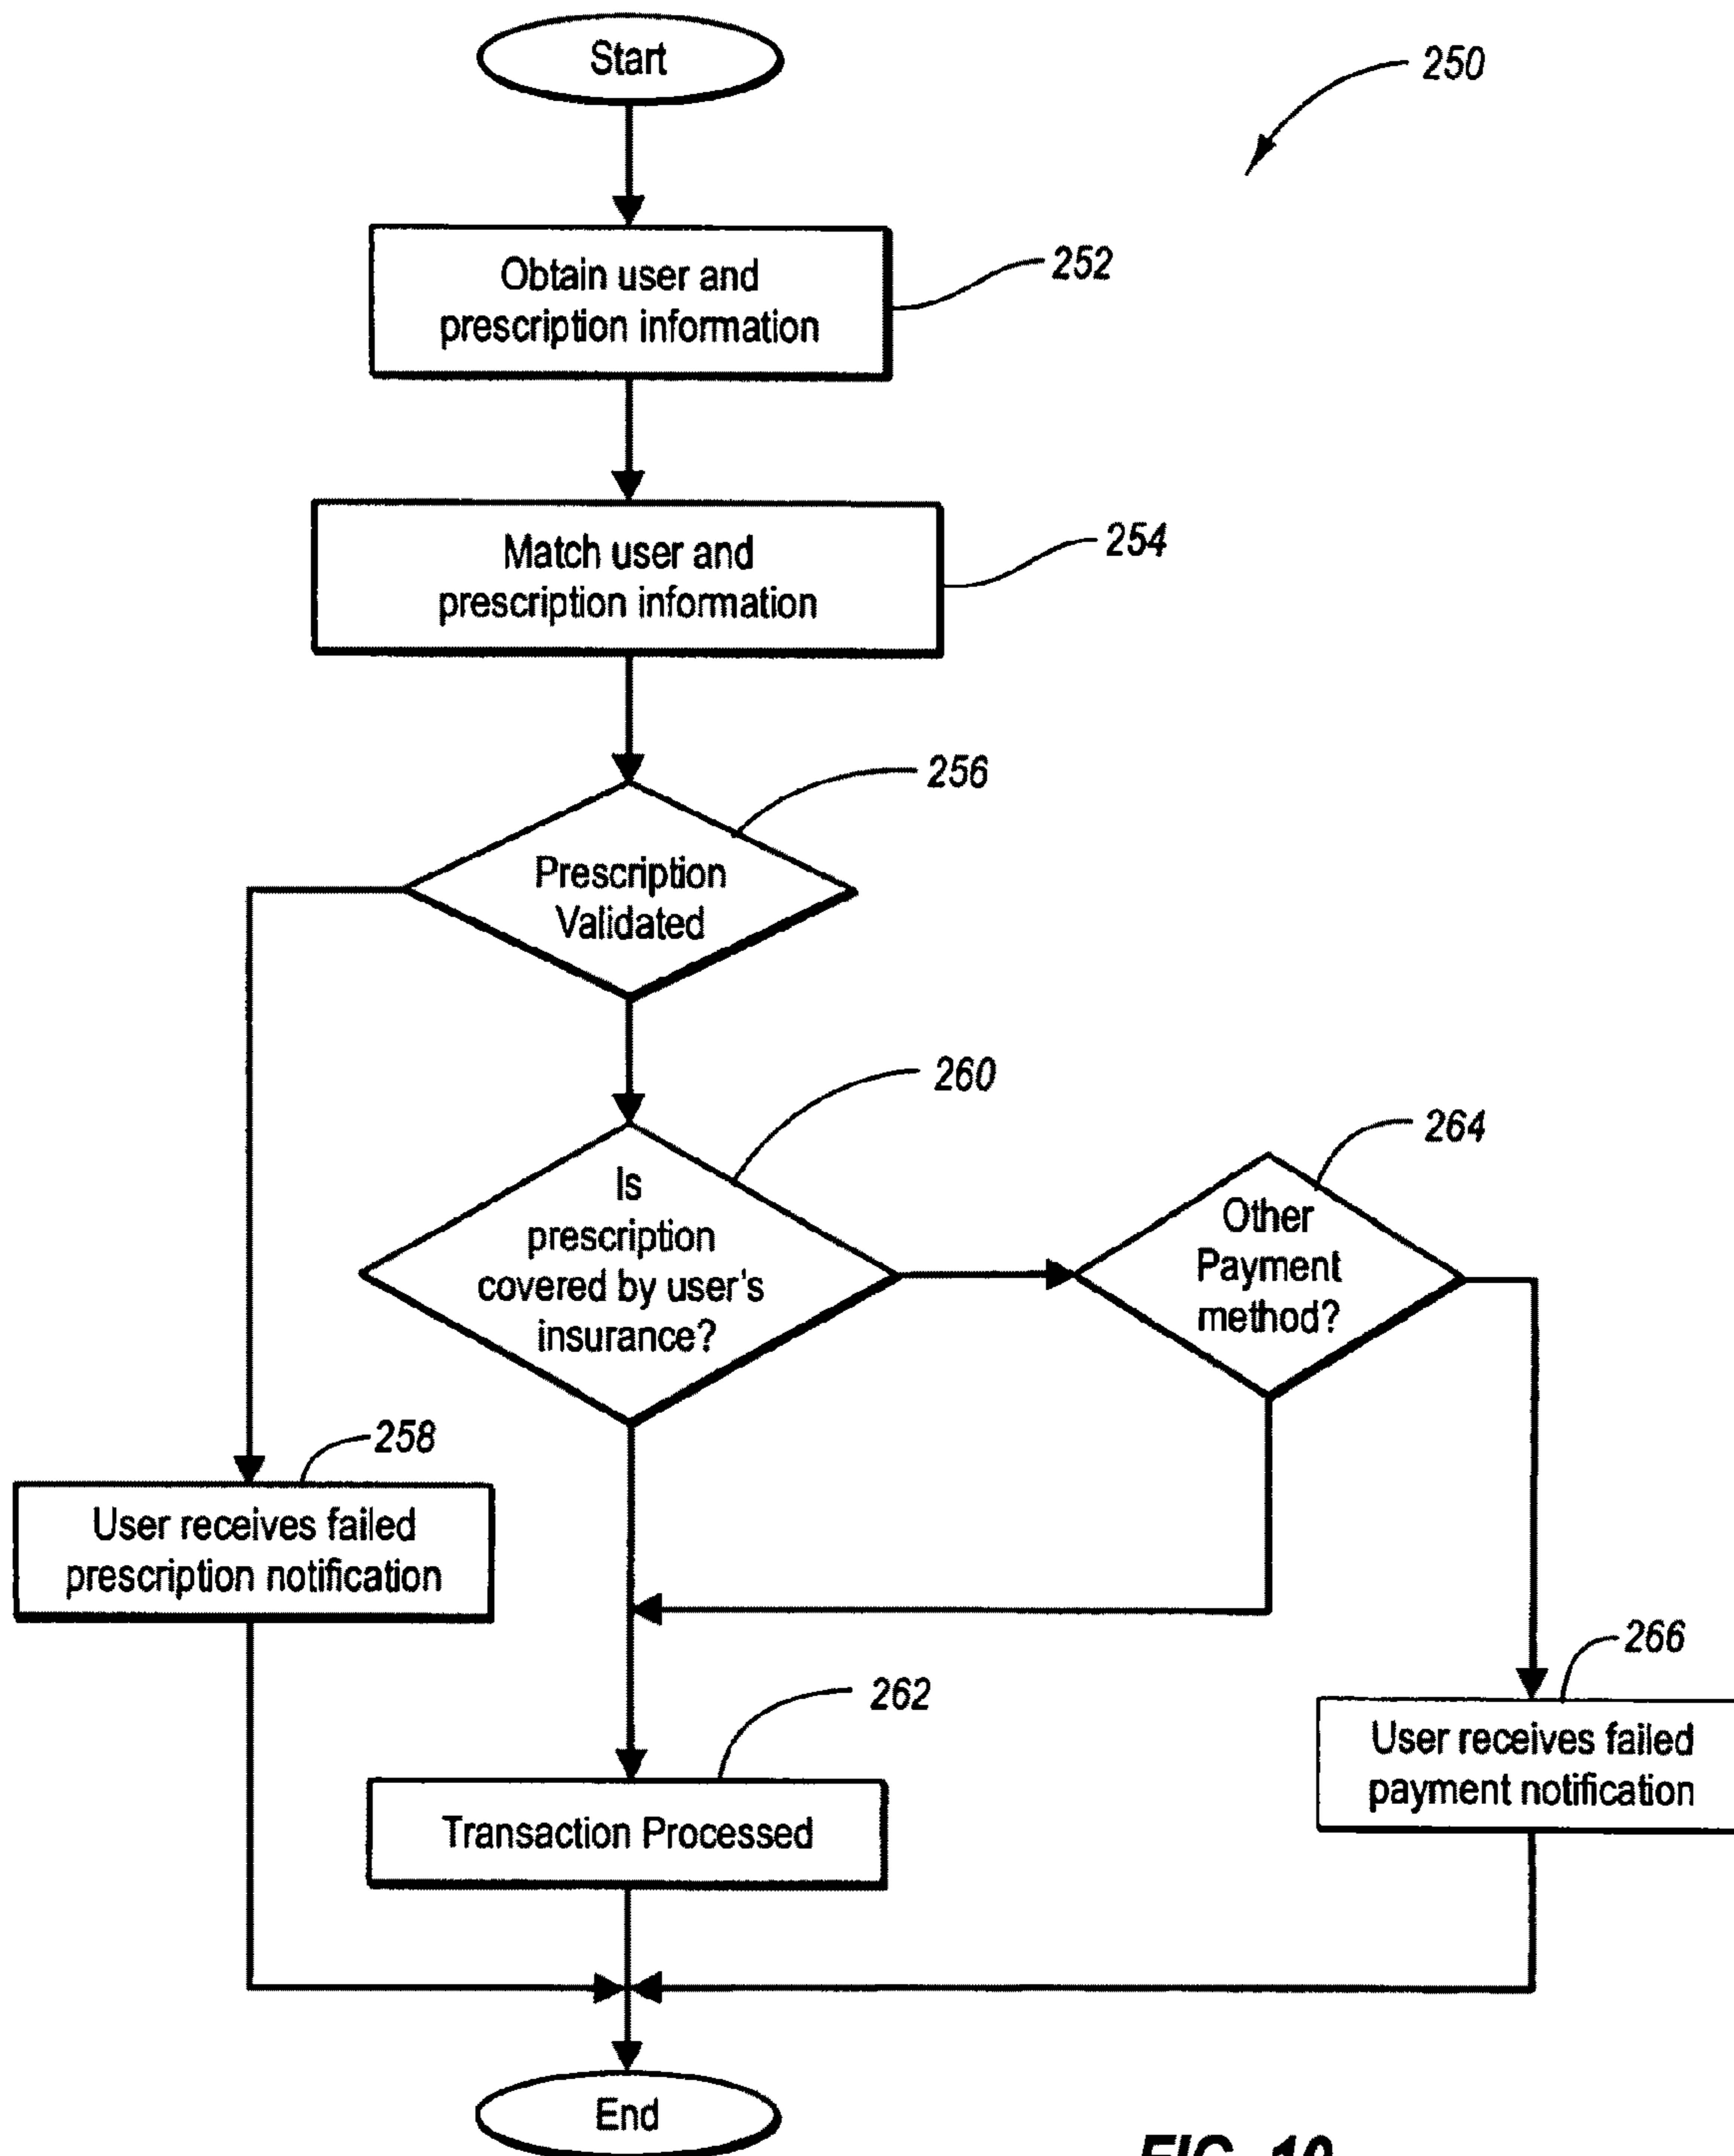 Start
250
Obtain user and
prescription information
252
Match user and
prescription information
254
256
Prescription
Validated
260
Is
prescription
covered by user's
insurance?
264
Other
Payment
method?
258
User receives failed
prescription notification
266
User receives failed
payment notification
262
Transaction Processed
End
FIG. 10